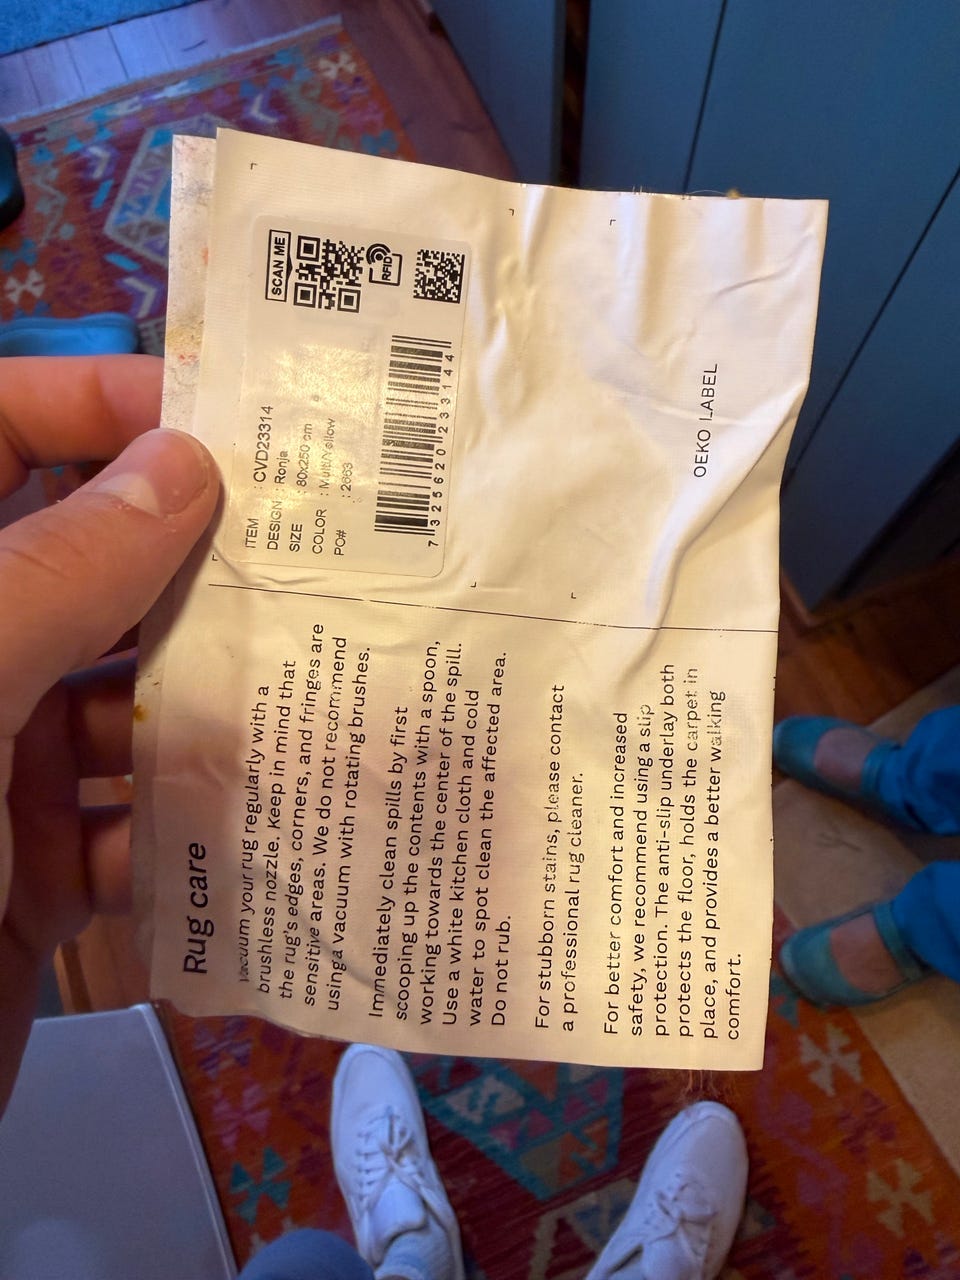 Rug care
Vacuum your rug regularly with a
brushless nozzle. Keep in mind that
the rug's edges, corners, and fringes are
sensitive areas. We do not recommend
using a vacuum with rotating brushes.
Immediately clean spills by first
scooping up the contents with a spoon,
working towards the center of the spill.
Use a white kitchen cloth and cold
water to spot clean the affected area.
Do not rub.
For stubborn stains, please contact
a professional rug cleaner.
For better comfort and increased
safety, we recommend using a slip
protection. The anti-slip underlay both
protects the floor, holds the carpet in
place, and provides a better walking
comfort.
ITEM : CVD23314
DESIGN : Ronja
SIZE : 80x250 cm
COLOR : Multi/Yellow
PO# : 2663
7 325620 233144
SCAN ME
RFID
OEKO LABEL